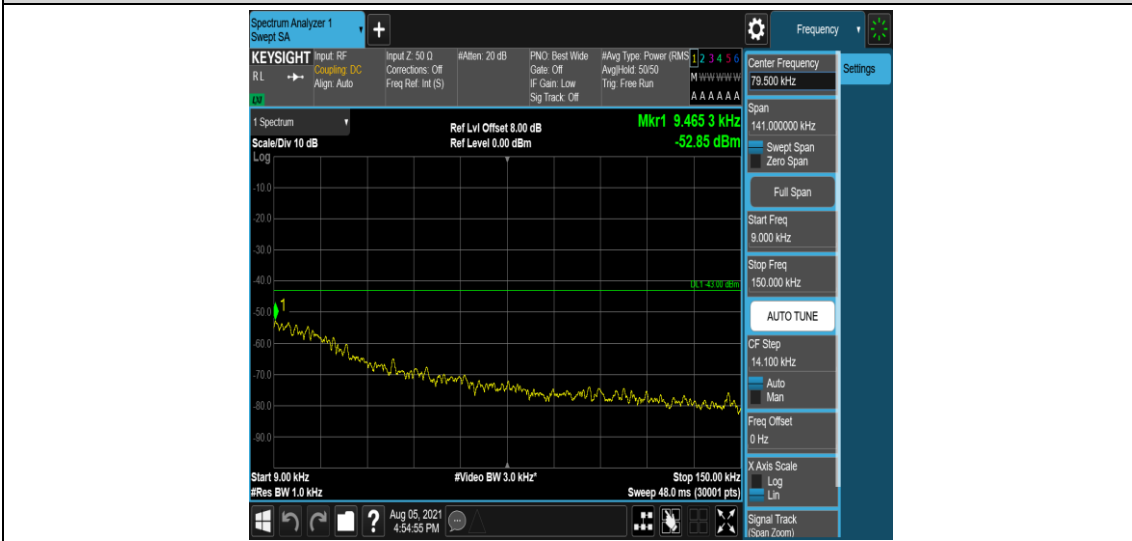 Spectrum Analyzer 1
Swept SA
+
Frequency
KEYSIGHT
RL
LXI
Input: RF
Coupling: DC
Align: Auto
Input Z: 50 Ω
Corrections: Off
Freq Ref: Int (S)
#Atten: 20 dB
PNO: Best Wide
Gate: Off
IF Gain: Low
Sig Track: Off
#Avg Type: Power (RMS
Avg|Hold: 50/50
Trig: Free Run
1 2 3 4 5 6
M W W W W W
A A A A A A
1 Spectrum
Scale/Div 10 dB
Log
Ref Lvl Offset 8.00 dB
Ref Level 0.00 dBm
Mkr1 9.465 3 kHz
-52.85 dBm
-10.0
-20.0
-30.0
-40.0
DL1 -43.00 dBm
-50.0
1
-60.0
-70.0
-80.0
-90.0
Start 9.00 kHz
#Video BW 3.0 kHz*
Stop 150.00 kHz
#Res BW 1.0 kHz
Sweep 48.0 ms (30001 pts)
?
Aug 05, 2021
4:54:55 PM
Center Frequency
79.500 kHz
Settings
Span
141.000000 kHz
Swept Span
Zero Span
Full Span
Start Freq
9.000 kHz
Stop Freq
150.000 kHz
AUTO TUNE
CF Step
14.100 kHz
Auto
Man
Freq Offset
0 Hz
X Axis Scale
Log
Lin
Signal Track
(Span Zoom)